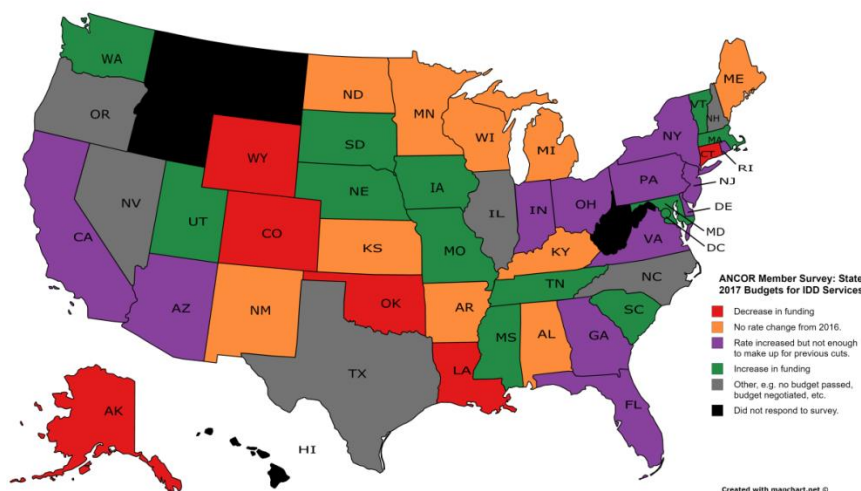 WA
ND
MN
ME
OR
VT
NH
WI
MI
NY
MA
CT
RI
SD
WY
IA
PA
NJ
NE
NV
UT
IL
IN
OH
DE
MD
DC
CA
CO
VA
KS
MO
KY
NC
TN
AZ
NM
OK
AR
SC
MS
AL
GA
TX
LA
FL
AK
HI
ANCOR Member Survey: State
2017 Budgets for IDD Services
Decrease in funding
No rate change from 2016.
Rate increased but not enough
to make up for previous cuts.
Increase in funding
Other, e.g. no budget passed,
budget negotiated, etc.
Did not respond to survey.
Created with mapchart.net ©